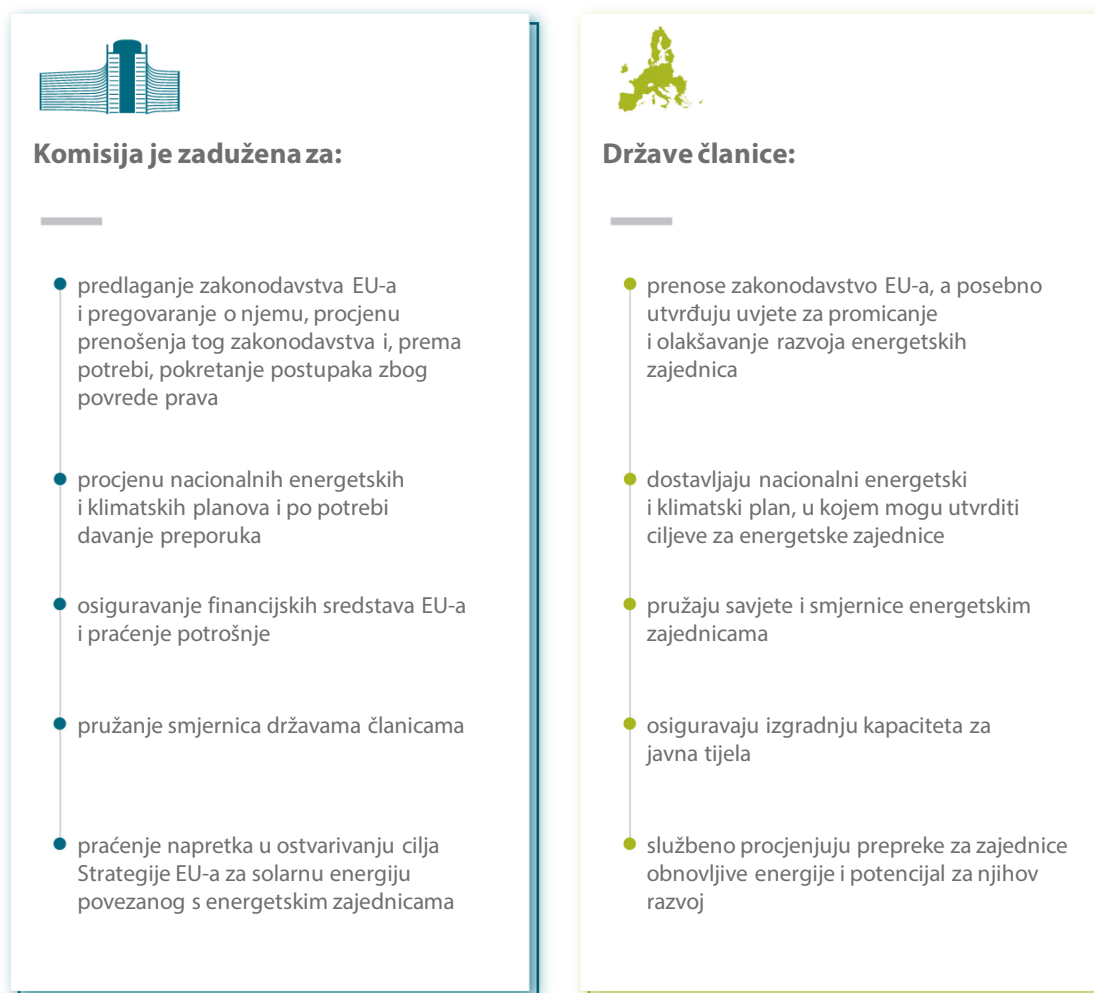 Komisija je zadužena za:
predlaganje zakonodavstva EU-a
i pregovaranje o njemu, procjenu
prenošenja tog zakonodavstva i, prema
potrebi, pokretanje postupaka zbog
povrede prava
procjenu nacionalnih energetskih
i klimatskih planova i po potrebi
davanje preporuka
osiguravanje financijskih sredstava EU-a
i praćenje potrošnje
pružanje smjernica državama članicama
praćenje napretka u ostvarivanju cilja
Strategije EU-a za solarnu energiju
povezanog s energetskim zajednicama
Države članice:
prenose zakonodavstvo EU-a, a posebno
utvrđuju uvjete za promicanje
i olakšavanje razvoja energetskih
zajednica
dostavljaju nacionalni energetski
i klimatski plan, u kojem mogu utvrditi
ciljeve za energetske zajednice
pružaju savjete i smjernice energetskim
zajednicama
osiguravaju izgradnju kapaciteta za
javna tijela
službeno procjenjuju prepreke za zajednice
obnovljive energije i potencijal za njihov
razvoj